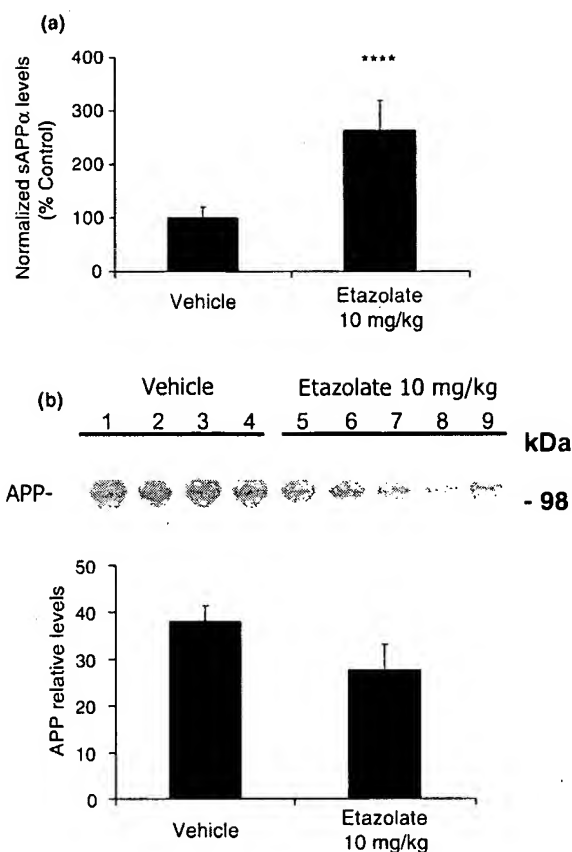 (a)
Normalized sAPPα levels
(% Control)
400
300
200
100
0
****
Vehicle
Etazolate
10 mg/kg
(b)
Vehicle
Etazolate 10 mg/kg
1 2 3 4 5 6 7 8 9
kDa
APP-
- 98
APP relative levels
50
40
30
20
10
0
Vehicle
Etazolate
10 mg/kg